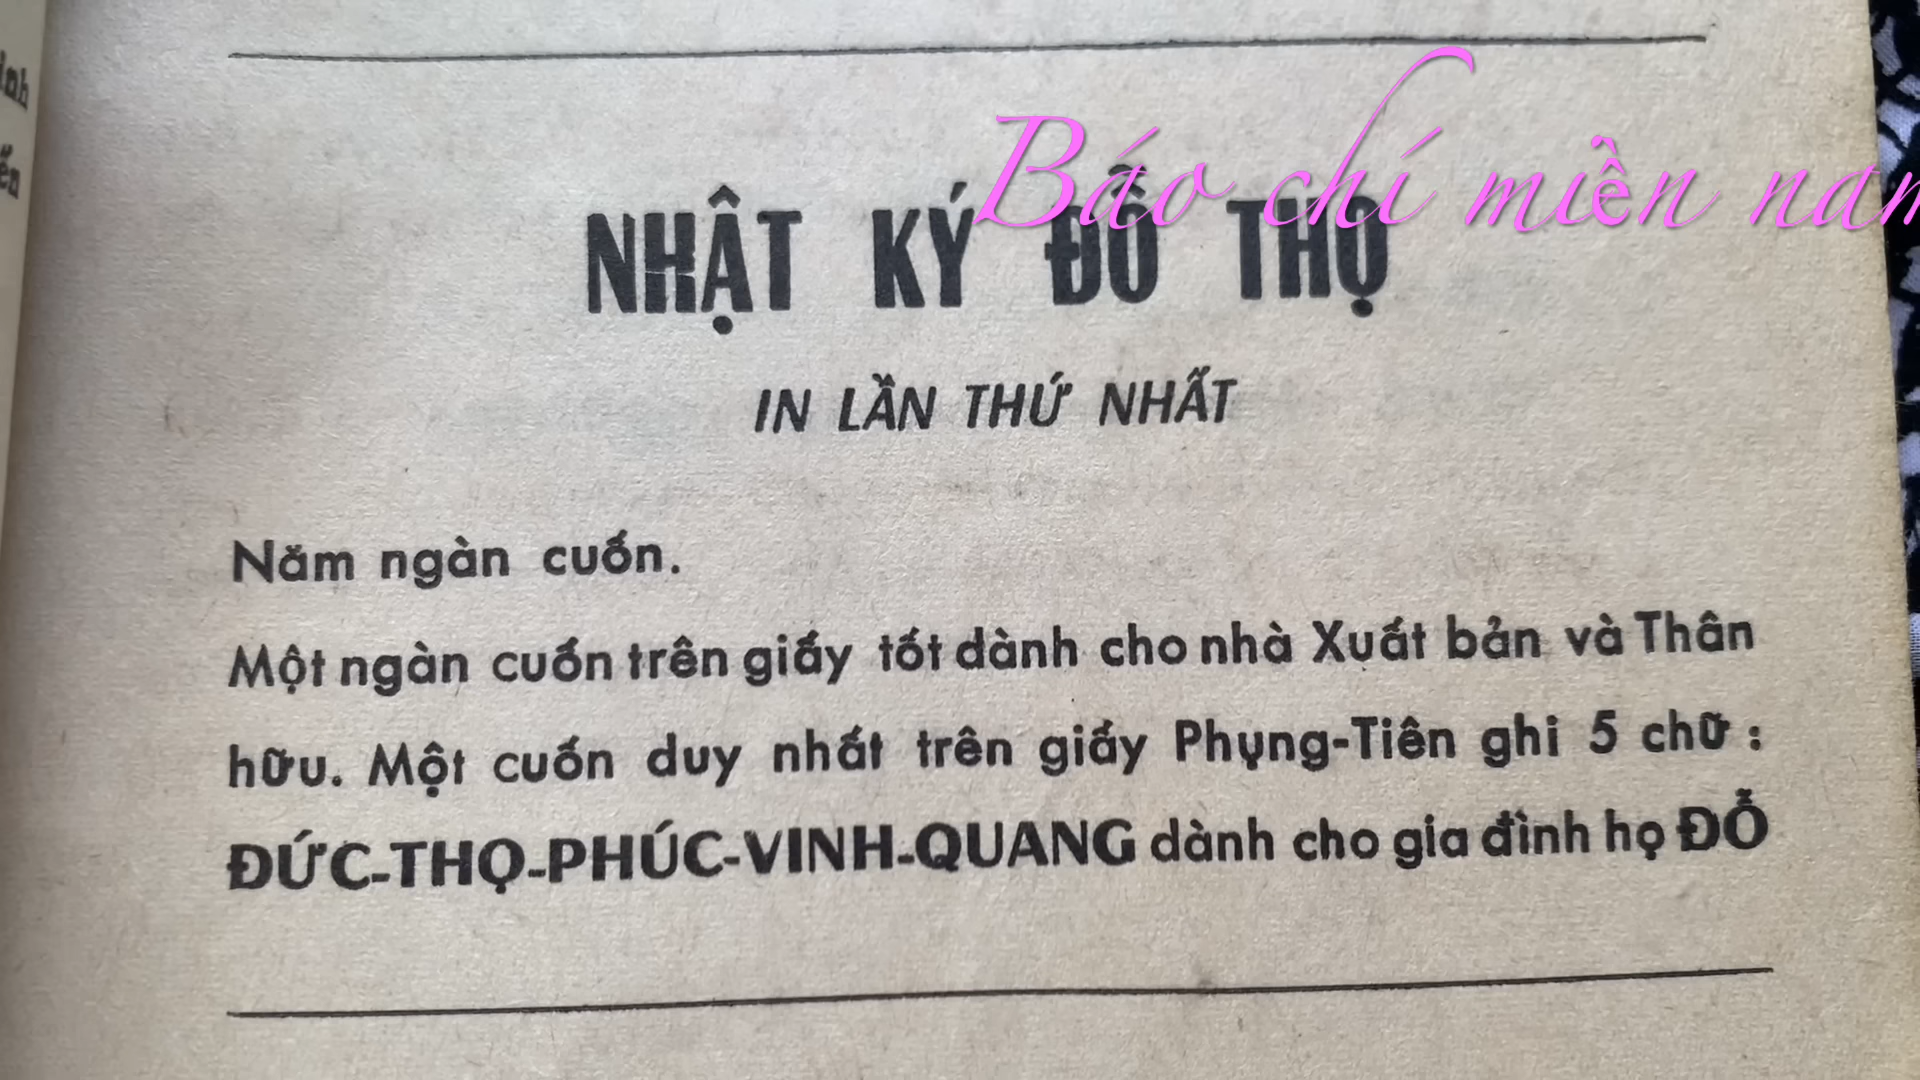 Báo chí miền nam
NHẬT KÝ ĐỖ THỌ
IN LẦN THỨ NHẤT
Năm ngàn cuốn.
Một ngàn cuốn trên giấy tốt dành cho nhà Xuất bản và Thân
hữu. Một cuốn duy nhất trên giấy Phụng-Tiên ghi 5 chữ :
ĐỨC-THỌ-PHÚC-VINH-QUANG dành cho gia đình họ ĐỖ